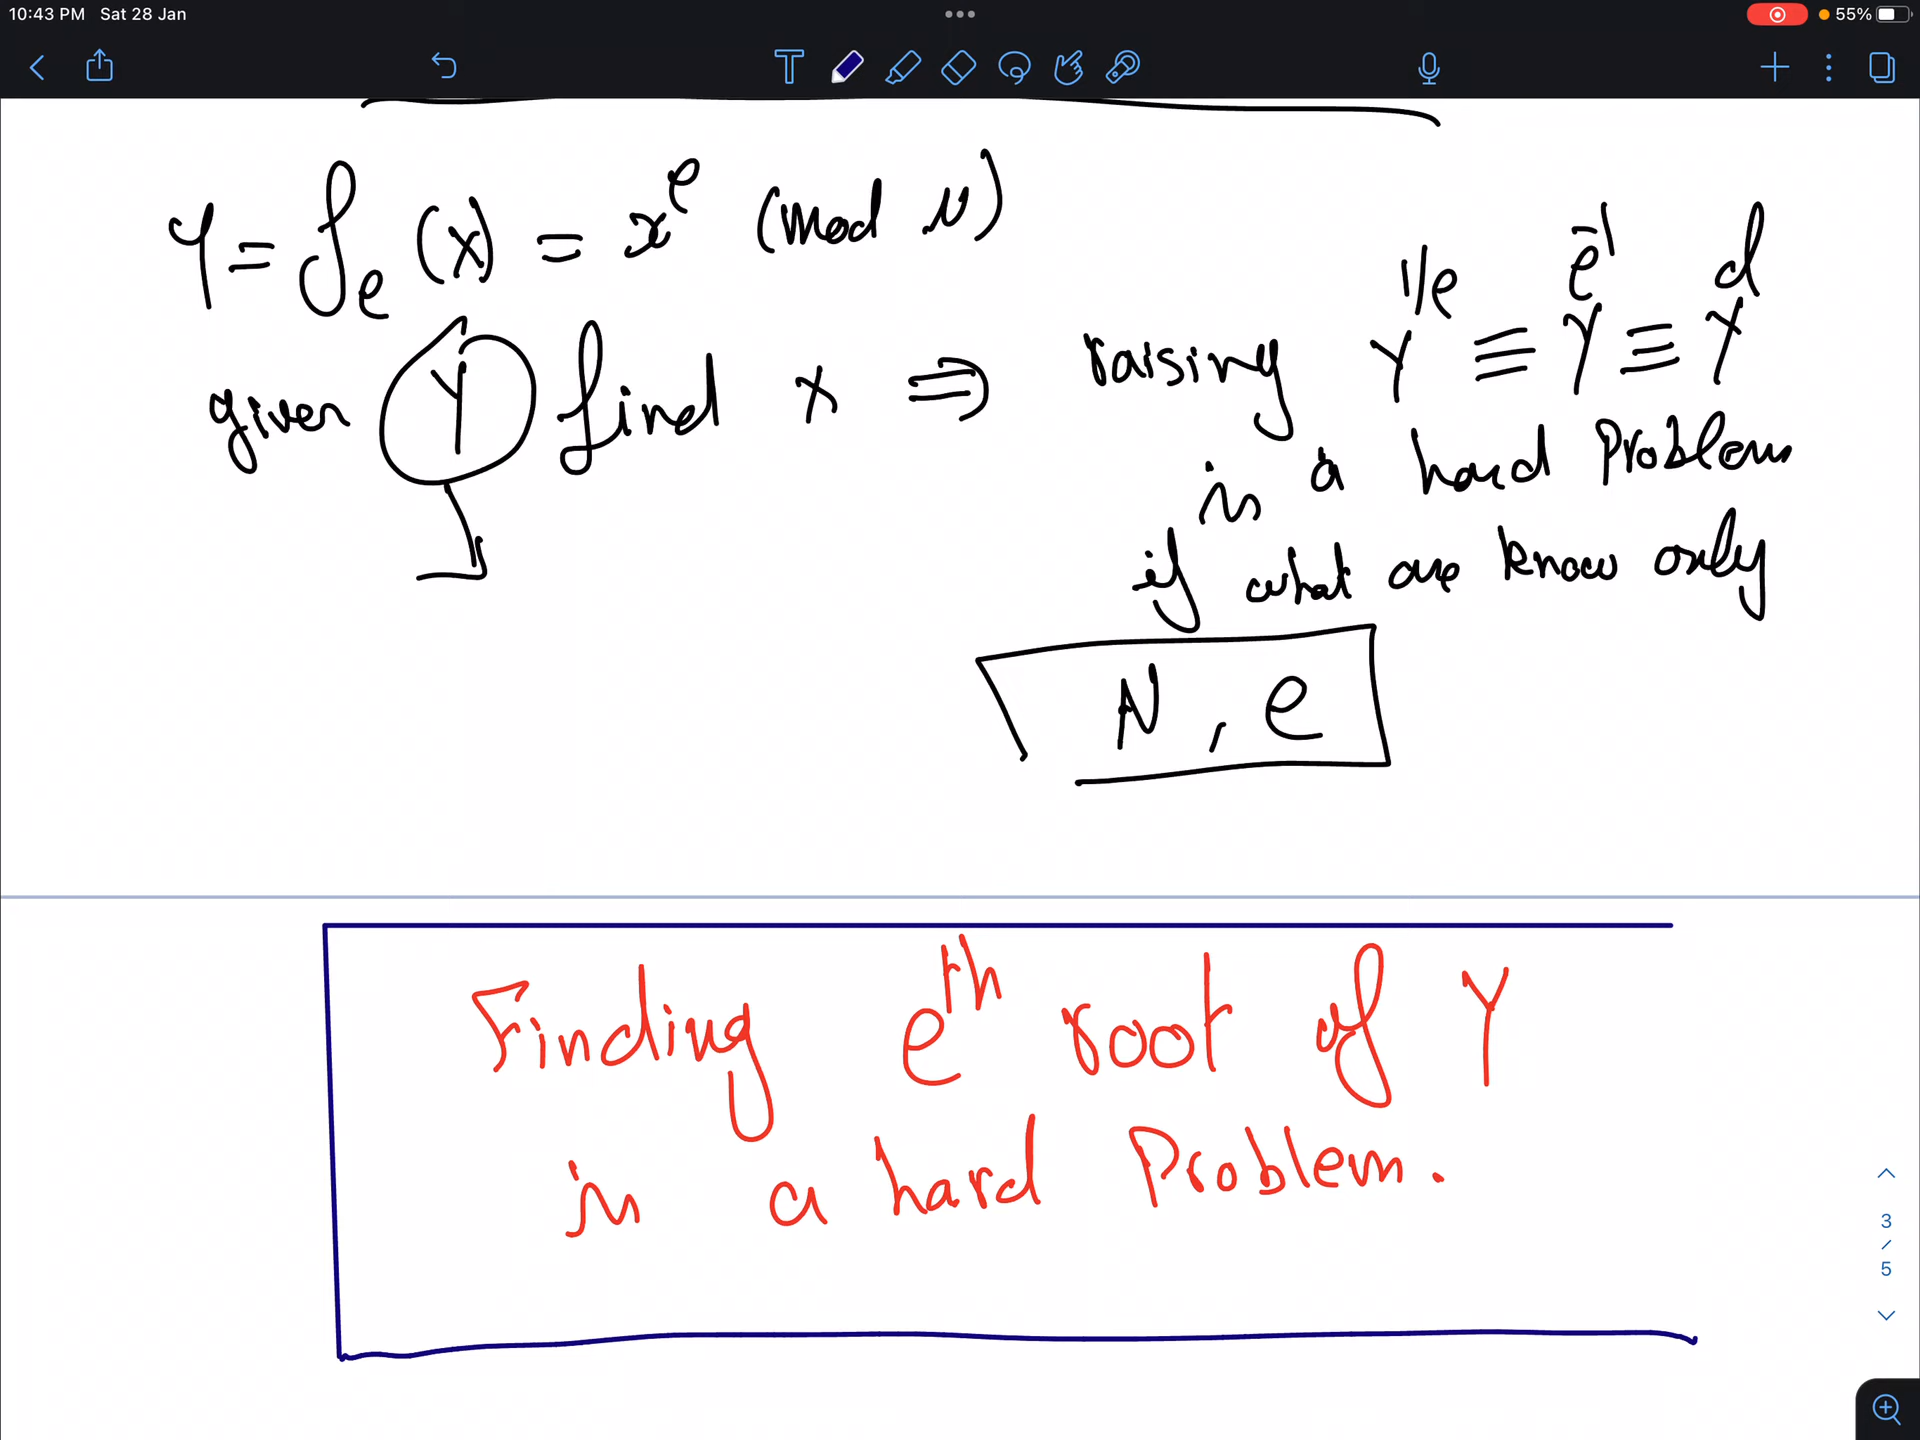 10:43 PM Sat 28 Jan
55%
Y = f_e (x) = x^e (mod N)
given Y find x ⇒ raising Y^{1/e} ≡ Y^{e^{-1}} ≡ Y^d
is a hard Problem
if what one know only
N, e
Finding e^{th} root of Y
is a hard Problem.
3
/
5